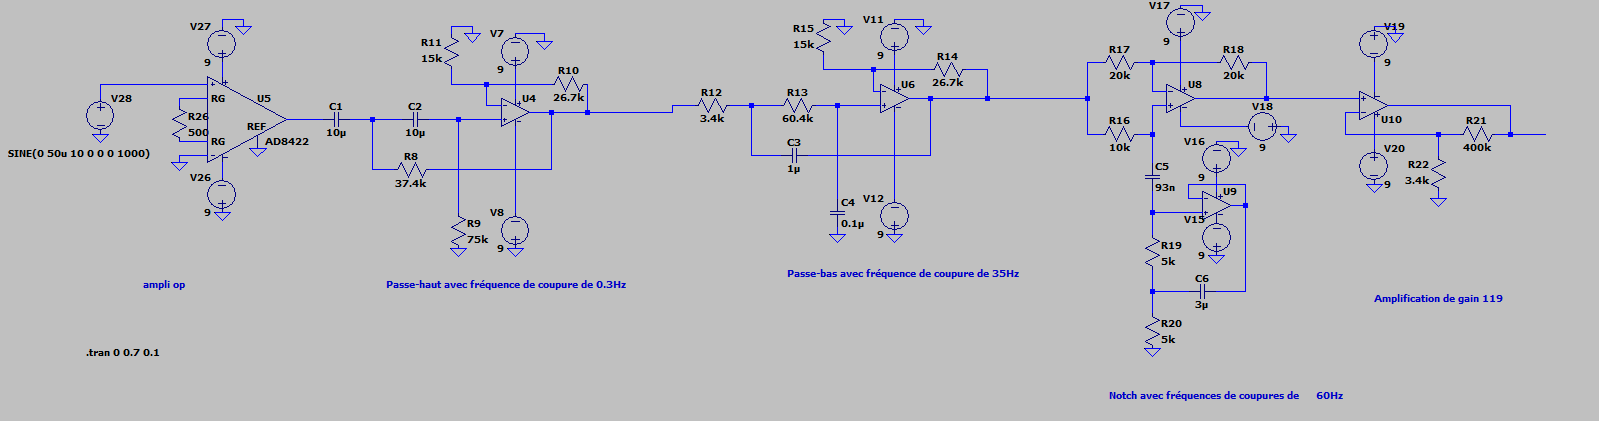 V27
9
V28
SINE(0 50u 10 0 0 0 1000)
RG
R26
500
RG
U5
REF
AD8422
V26
9
ampli op
.tran 0 0.7 0.1
C1
10µ
C2
10µ
R8
37.4k
R11
15k
V7
9
R10
26.7k
U4
R9
75k
V8
9
Passe-haut avec fréquence de coupure de 0.3Hz
R12
3.4k
R13
60.4k
C3
1µ
C4
0.1µ
R15
15k
V11
9
R14
26.7k
U6
V12
9
Passe-bas avec fréquence de coupure de 35Hz
R17
20k
R16
10k
V17
9
R18
20k
U8
V18
9
C5
93n
V16
9
U9
V15
9
R19
5k
C6
3µ
R20
5k
Notch avec fréquences de coupures de 60Hz
V19
9
U10
V20
9
R21
400k
R22
3.4k
Amplification de gain 119